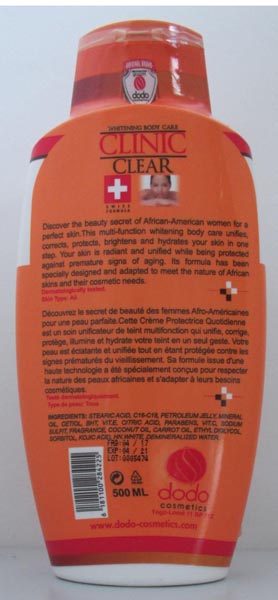 dodo
WHITENING BODY CARE
CLINIC
CLEAR
SWISS
FORMULA
Discover the beauty secret of African-American women for a
perfect skin.This multi-function whitening body care unifies,
corrects, protects, brightens and hydrates your skin in one
step. Your skin is radiant and unified while being protected
against premature signs of aging. Its formula has been
specially designed and adapted to meet the nature of African
skins and their cosmetic needs.
Dermatologically tested.
Skin Type: All
Découvrez le secret de beauté des femmes Afro-Américaines
pour une peau parfaite.Cette Crème Protectrice Quotidienne
est un soin unificateur de teint multifonction qui unifie, corrige,
protège, illumine et hydrate votre teint en un seul geste. Votre
peau est éclatante et unifiée tout en étant protégée contre les
signes prématurés du vieillissement. Sa formule issue d'une
haute technologie a été spécialement conçue pour respecter
la nature des peaux africaines et s'adapter à leurs besoins
cosmétiques.
Testé dermatologiquement.
Type de peau: Tous
INGREDIENTS: STEARIC ACID, C16-C18, PETROLEUM JELLY, MINERAL
OIL, CETIOL, BHT, VIT.E, CITRIC ACID, PARABENS, VIT.C, SODIUM
SULFIT, FRAGRANCE, COCONUT OIL, CARROT OIL, ETHYL DIGLYCOL,
SORBITOL, KOJIC ACID, HN.WHITE, DEMINERALIZED WATER.
FAB:04 / 17
EXP:04 / 21
500 ML
dodo
cosmetics
www.dodo-cosmetics.com